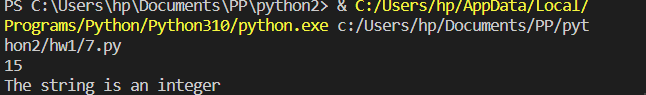 PS C:\Users\hp\Documents\PP\python2> & C:/Users/hp/AppData/Local/
Programs/Python/Python310/python.exe c:/Users/hp/Documents/PP/pyt
hon2/hw1/7.py
15
The string is an integer